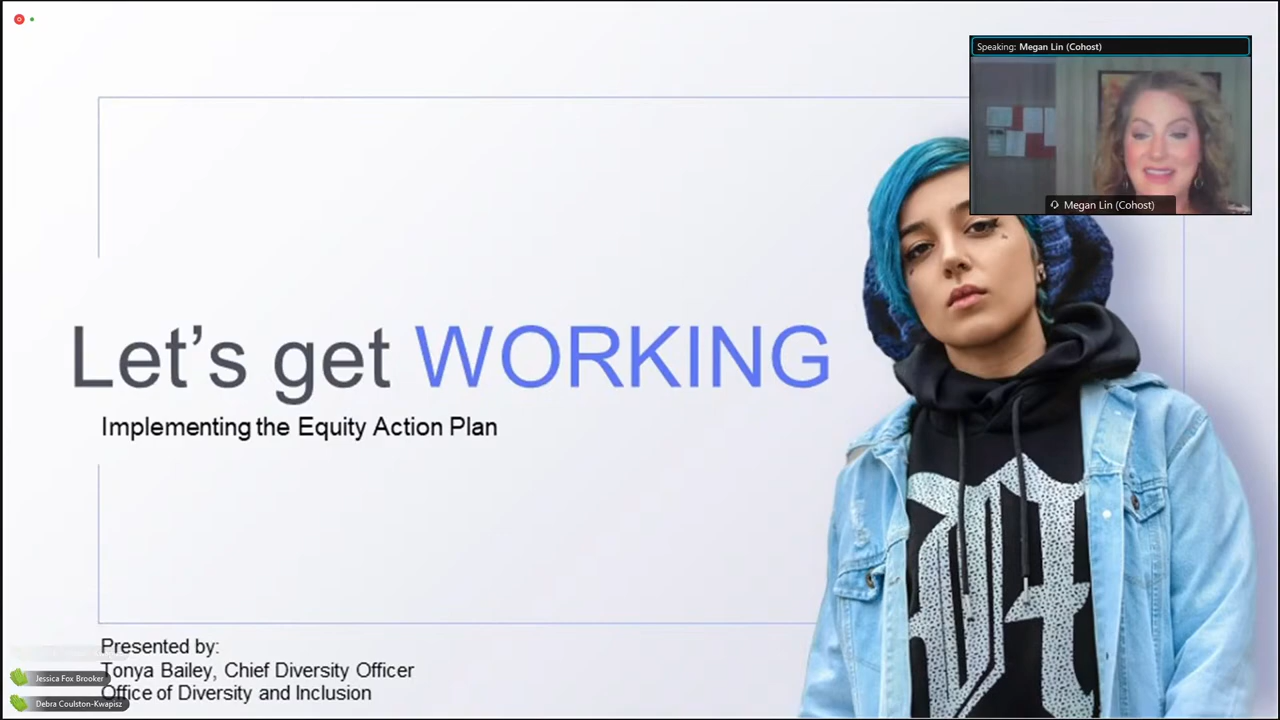 Speaking: Megan Lin (Cohost)
Megan Lin (Cohost)
Let's get WORKING
Implementing the Equity Action Plan
Presented by:
Tonya Bailey, Chief Diversity Officer
Office of Diversity and Inclusion
Jessica Fox Brooker
Debra Coulston-Kwapisz